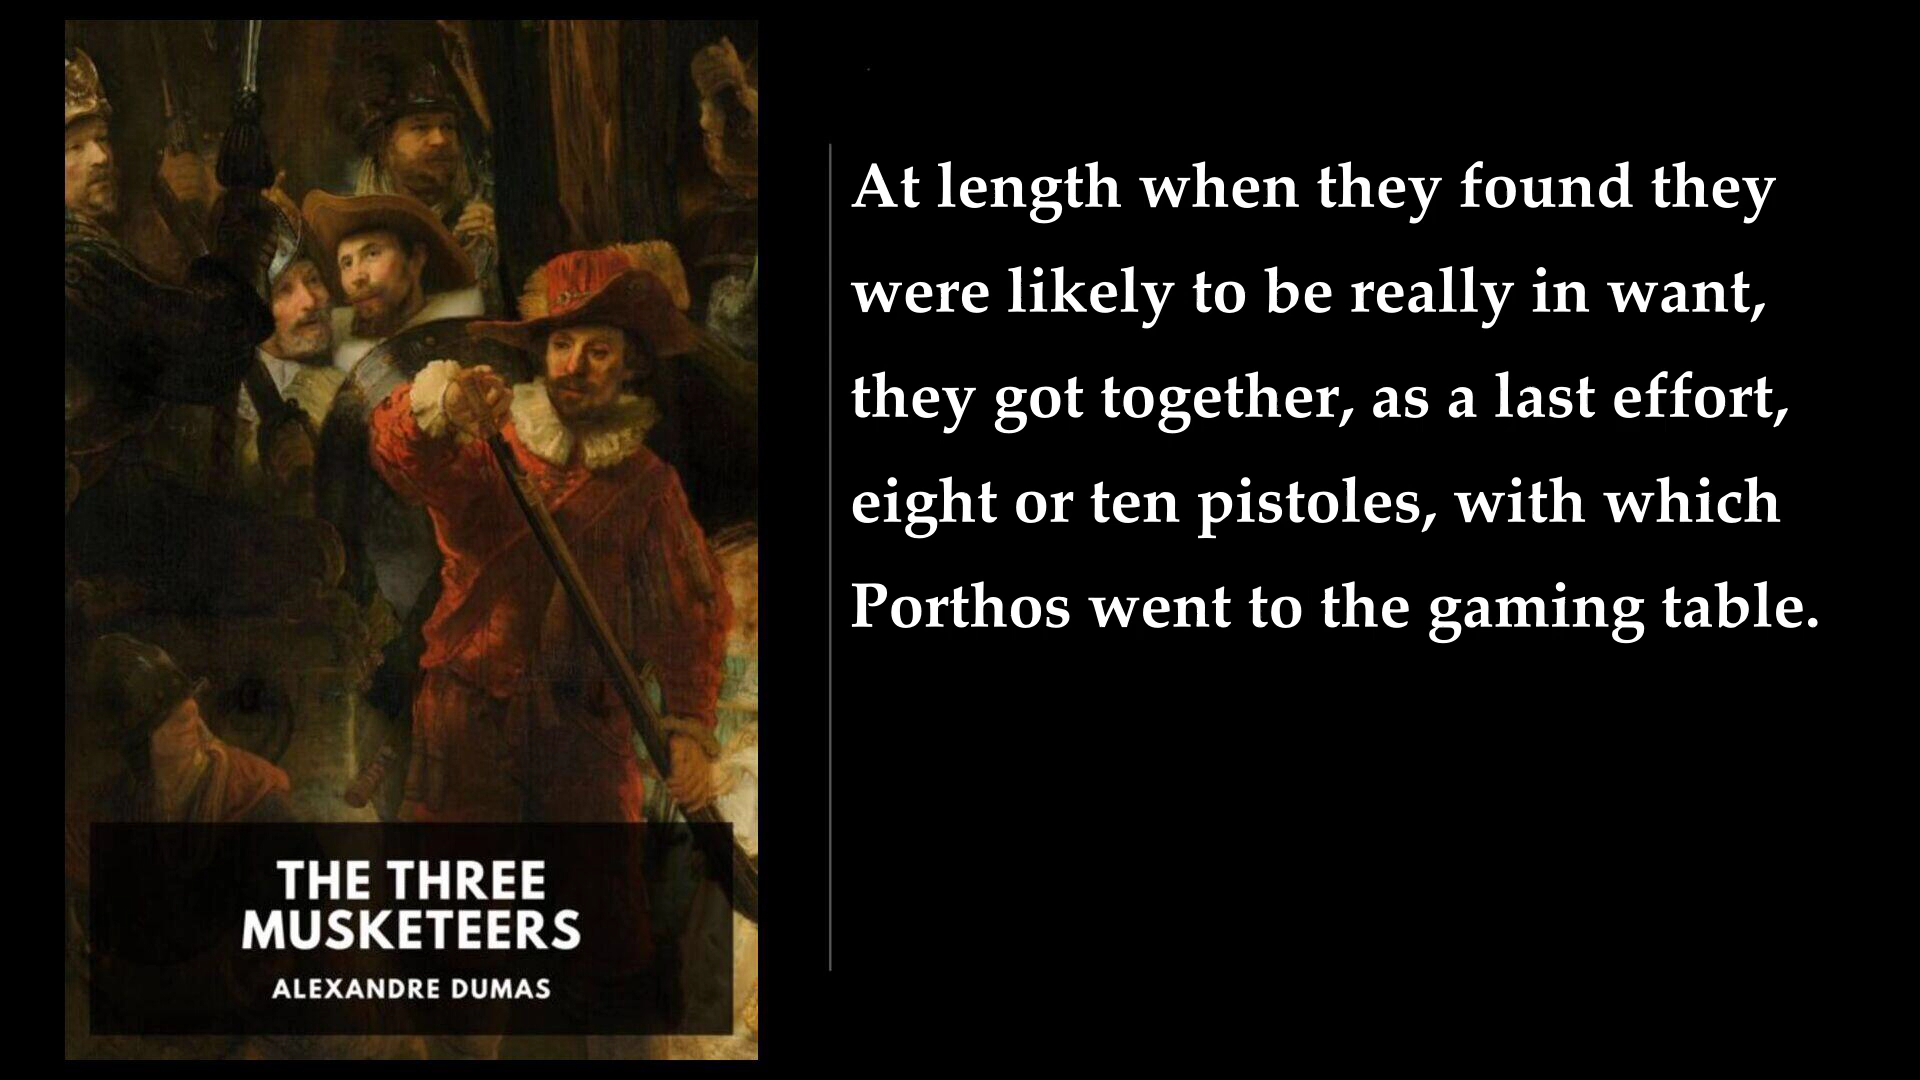 At length when they found they
were likely to be really in want,
they got together, as a last effort,
eight or ten pistoles, with which
Porthos went to the gaming table.
THE THREE
MUSKETEERS
ALEXANDRE DUMAS